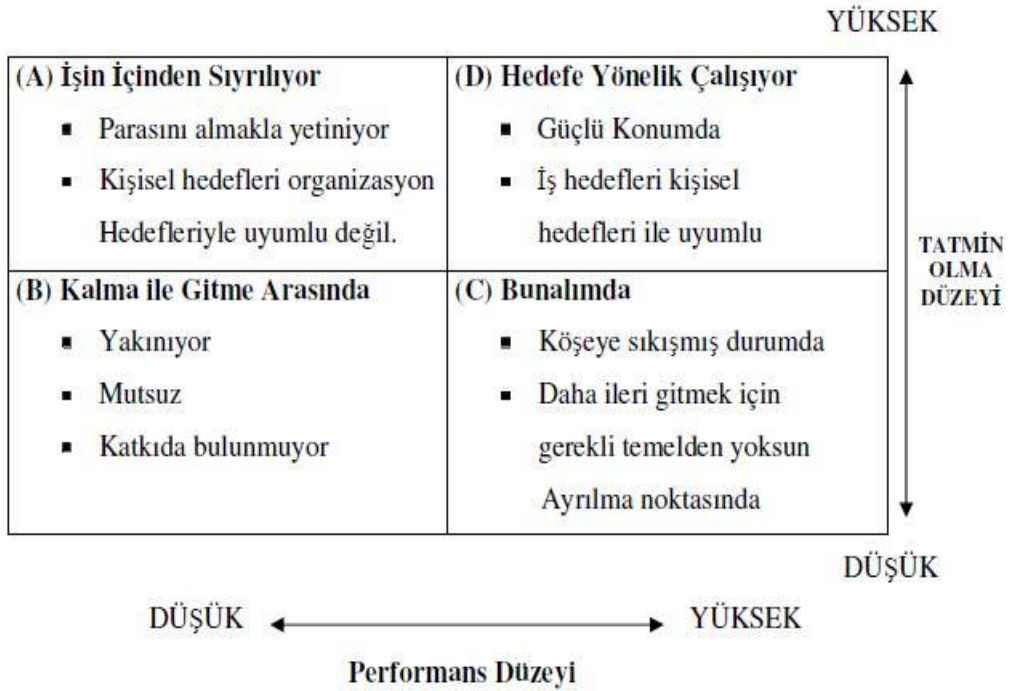 YÜKSEK
(A) İşin İçinden Sıyrılıyor
▪ Parasını almakla yetiniyor
▪ Kişisel hedefleri organizasyon
Hedefleriyle uyumlu değil.
(D) Hedefe Yönelik Çalışıyor
▪ Güçlü Konumda
▪ İş hedefleri kişisel
hedefleri ile uyumlu
TATMİN
OLMA
DÜZEYİ
(B) Kalma ile Gitme Arasında
▪ Yakınıyor
▪ Mutsuz
▪ Katkıda bulunmuyor
(C) Bunalımda
▪ Köşeye sıkışmış durumda
▪ Daha ileri gitmek için
gerekli temelden yoksun
Ayrılma noktasında
DÜŞÜK
DÜŞÜK
YÜKSEK
Performans Düzeyi